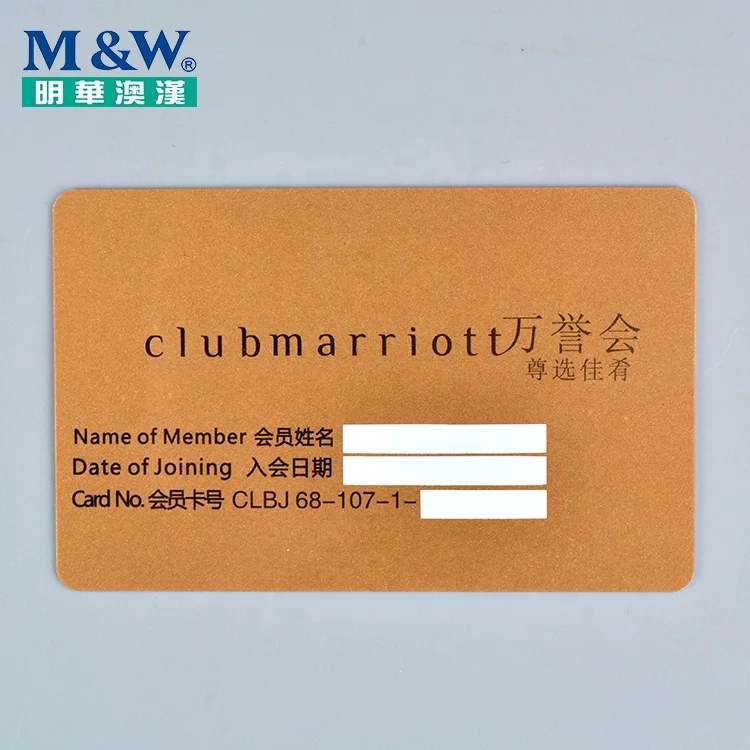 M&W®
明華澳漢
clubmarriott万誉会
尊选佳肴
Name of Member 会员姓名
Date of Joining 入会日期
Card No. 会员卡号 CLBJ 68-107-1-